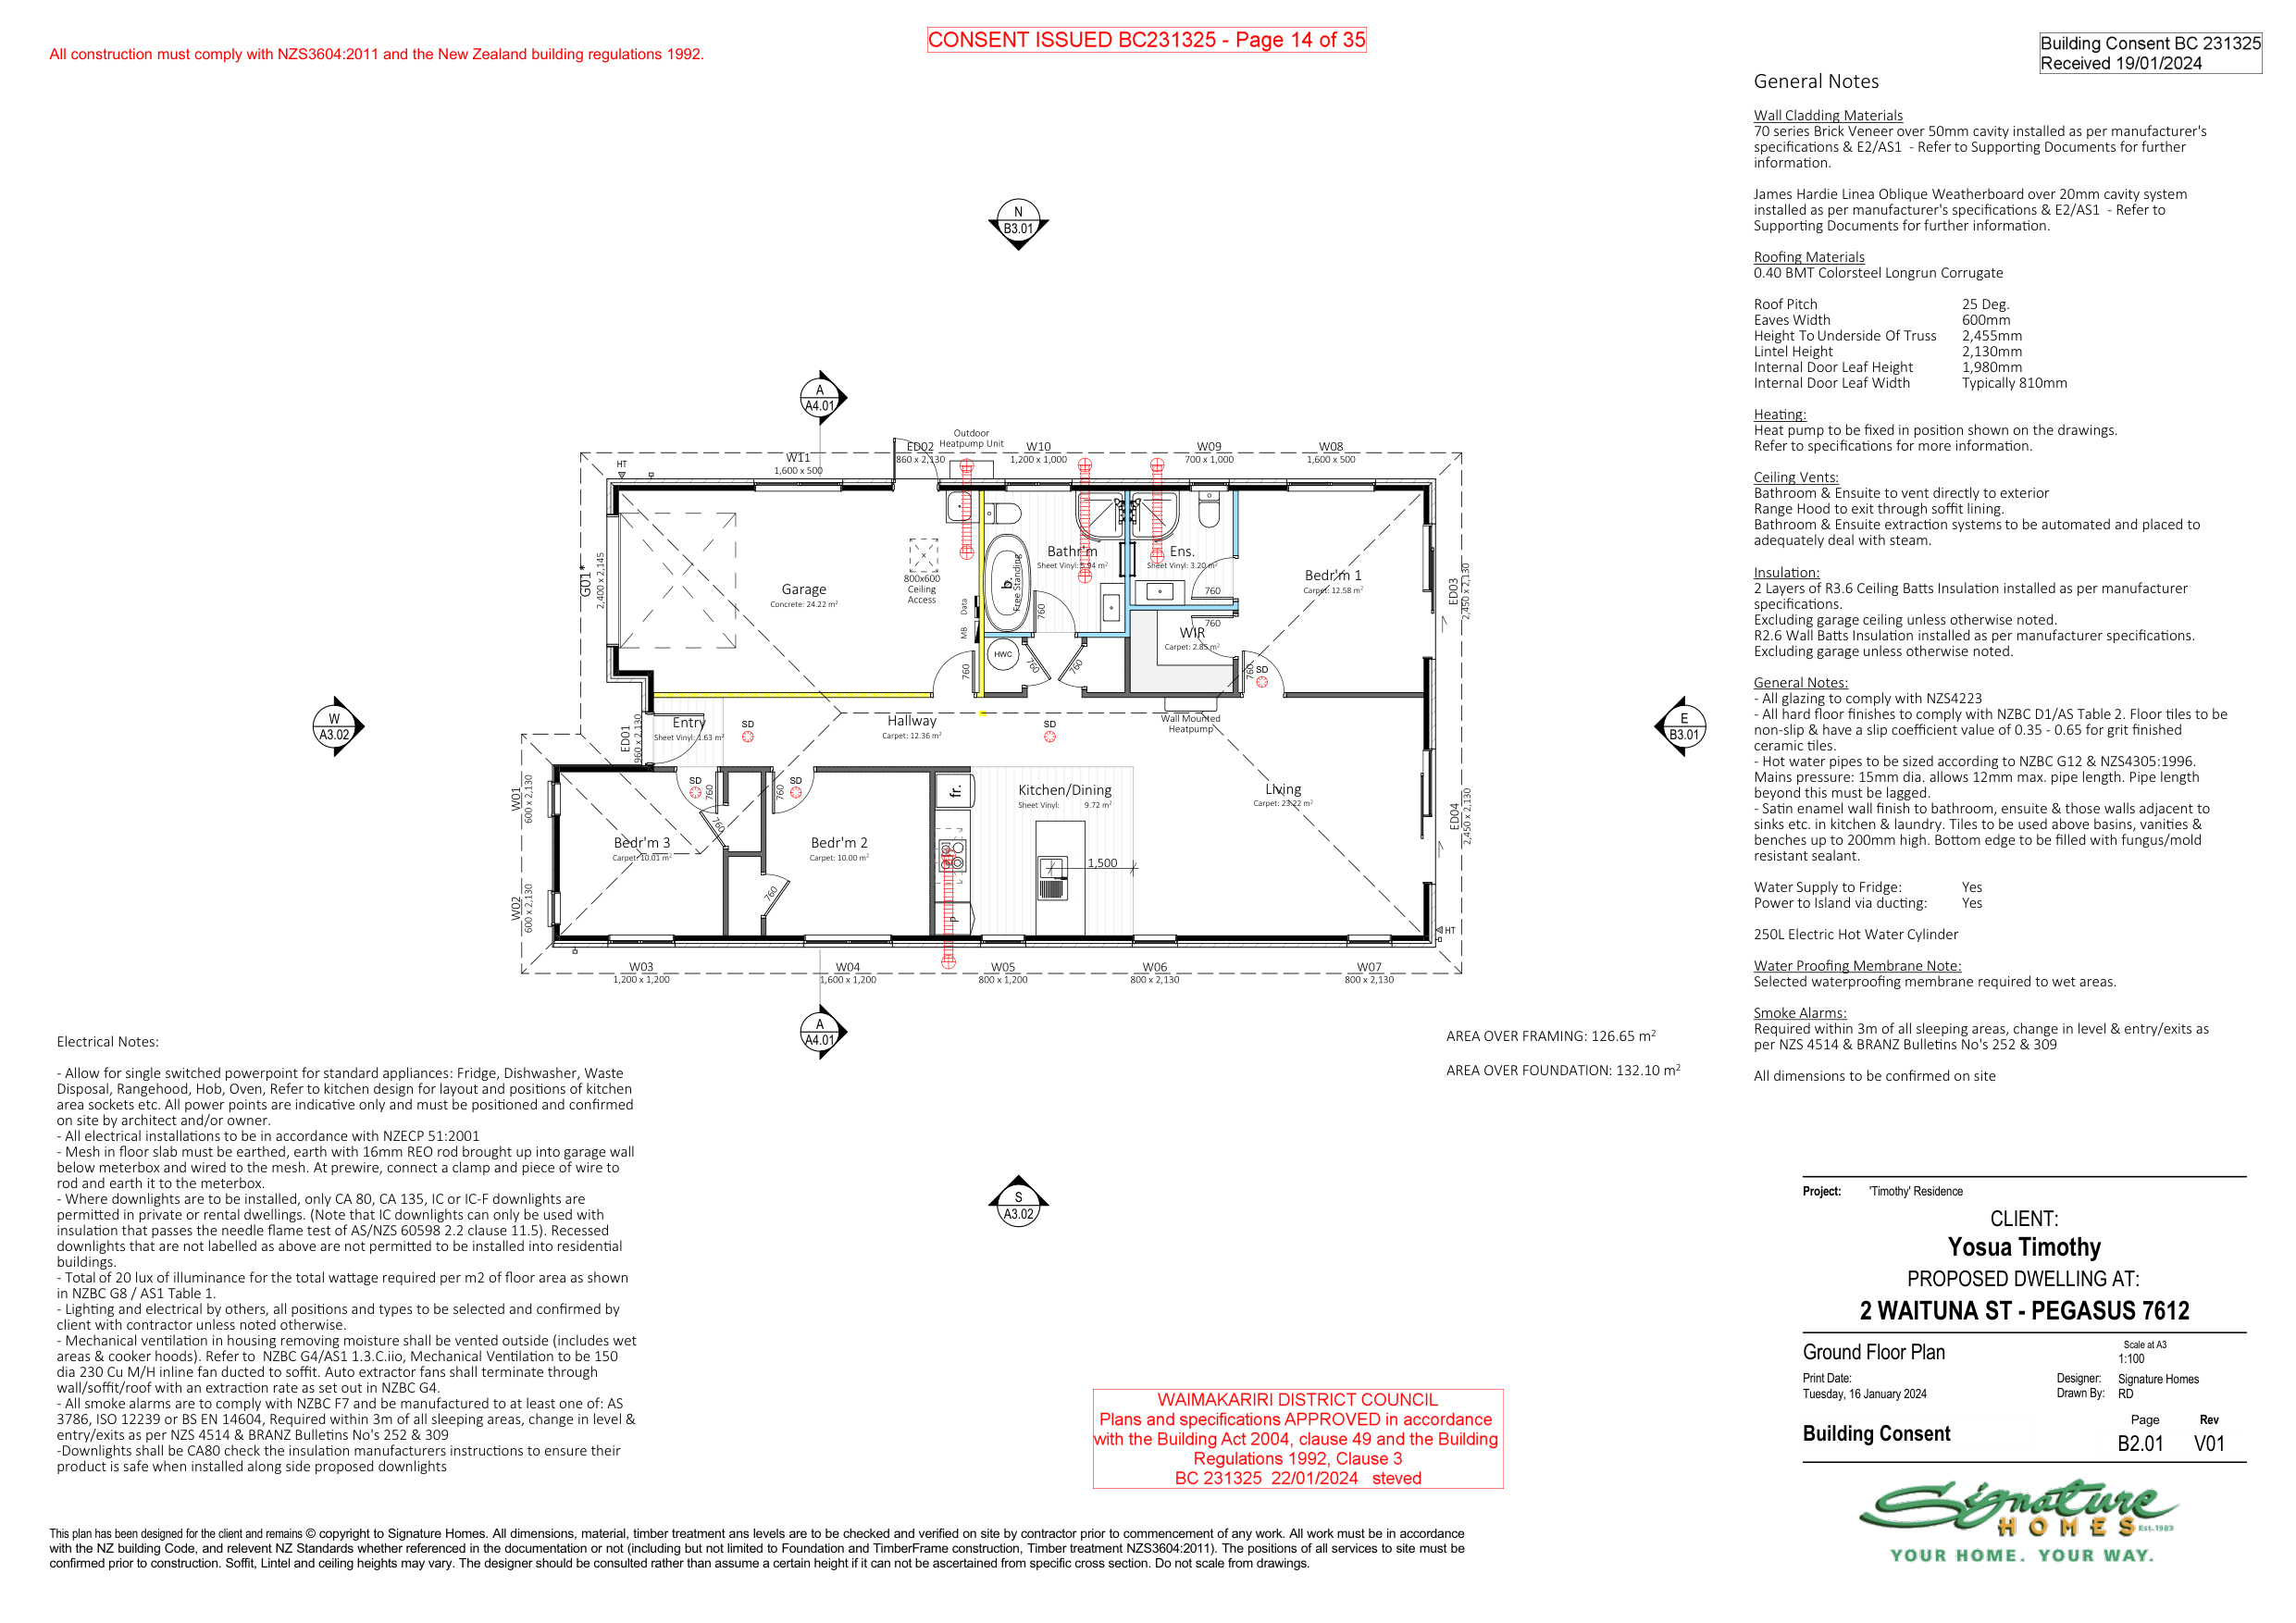 CONSENT ISSUED BC231325 - Page 14 of 35
All construction must comply with NZS3604:2011 and the New Zealand building regulations 1992.
Building Consent BC 231325
Received 19/01/2024
General Notes
Wall Cladding Materials
70 series Brick Veneer over 50mm cavity installed as per manufacturer's
specifications & E2/AS1 - Refer to Supporting Documents for further
information.
James Hardie Linea Oblique Weatherboard over 20mm cavity system
installed as per manufacturer's specifications & E2/AS1 - Refer to
Supporting Documents for further information.
Roofing Materials
0.40 BMT Colorsteel Longrun Corrugate
Roof Pitch 25 Deg.
Eaves Width 600mm
Height To Underside Of Truss 2,455mm
Lintel Height 2,130mm
Internal Door Leaf Height 1,980mm
Internal Door Leaf Width Typically 810mm
Heating:
Heat pump to be fixed in position shown on the drawings.
Refer to specifications for more information.
Ceiling Vents:
Bathroom & Ensuite to vent directly to exterior
Range Hood to exit through soffit lining.
Bathroom & Ensuite extraction systems to be automated and placed to
adequately deal with steam.
Insulation:
2 Layers of R3.6 Ceiling Batts Insulation installed as per manufacturer
specifications.
Excluding garage ceiling unless otherwise noted.
R2.6 Wall Batts Insulation installed as per manufacturer specifications.
Excluding garage unless otherwise noted.
General Notes:
- All glazing to comply with NZS4223
- All hard floor finishes to comply with NZBC D1/AS Table 2. Floor tiles to be
non-slip & have a slip coefficient value of 0.35 - 0.65 for grit finished
ceramic tiles.
- Hot water pipes to be sized according to NZBC G12 & NZS4305:1996.
Mains pressure: 15mm dia. allows 12mm max. pipe length. Pipe length
beyond this must be lagged.
- Satin enamel wall finish to bathroom, ensuite & those walls adjacent to
sinks etc. in kitchen & laundry. Tiles to be used above basins, vanities &
benches up to 200mm high. Bottom edge to be filled with fungus/mold
resistant sealant.
Water Supply to Fridge: Yes
Power to Island via ducting: Yes
250L Electric Hot Water Cylinder
Water Proofing Membrane Note:
Selected waterproofing membrane required to wet areas.
Smoke Alarms:
Required within 3m of all sleeping areas, change in level & entry/exits as
per NZS 4514 & BRANZ Bulletins No's 252 & 309
All dimensions to be confirmed on site
N
B3.01
A
A4.01
W
A3.02
E
B3.01
A
A4.01
S
A3.02
HT
W11
1,600 x 500
ED02
860 x 2,130
Outdoor
Heatpump Unit
W10
1,200 x 1,000
W09
700 x 1,000
W08
1,600 x 500
G01*
2,400 x 2,145
Garage
Concrete: 24.22 m²
800x600
Ceiling
Access
Data
MB
760
b.
Free Standing
Bathr'm
Sheet Vinyl: 5.94 m²
760
Ens.
Sheet Vinyl: 3.20 m²
760
Bedr'm 1
Carpet: 12.58 m²
ED03
2,450 x 2,130
HWC
760
760
WIR
Carpet: 2.85 m²
760
760
SD
ED01
960 x 2,130
Entry
Sheet Vinyl: 1.63 m²
SD
Hallway
Carpet: 12.36 m²
SD
Wall Mounted
Heatpump
W01
600 x 2,130
SD
760
760
SD
760
fr.
Kitchen/Dining
Sheet Vinyl: 9.72 m²
Living
Carpet: 23.22 m²
ED04
2,450 x 2,130
Bedr'm 3
Carpet: 10.01 m²
Bedr'm 2
Carpet: 10.00 m²
1,500
760
p
W02
600 x 2,130
HT
W03
1,200 x 1,200
W04
1,600 x 1,200
W05
800 x 1,200
W06
800 x 2,130
W07
800 x 2,130
AREA OVER FRAMING: 126.65 m²
AREA OVER FOUNDATION: 132.10 m²
Electrical Notes:
- Allow for single switched powerpoint for standard appliances: Fridge, Dishwasher, Waste
Disposal, Rangehood, Hob, Oven, Refer to kitchen design for layout and positions of kitchen
area sockets etc. All power points are indicative only and must be positioned and confirmed
on site by architect and/or owner.
- All electrical installations to be in accordance with NZECP 51:2001
- Mesh in floor slab must be earthed, earth with 16mm REO rod brought up into garage wall
below meterbox and wired to the mesh. At prewire, connect a clamp and piece of wire to
rod and earth it to the meterbox.
- Where downlights are to be installed, only CA 80, CA 135, IC or IC-F downlights are
permitted in private or rental dwellings. (Note that IC downlights can only be used with
insulation that passes the needle flame test of AS/NZS 60598 2.2 clause 11.5). Recessed
downlights that are not labelled as above are not permitted to be installed into residential
buildings.
- Total of 20 lux of illuminance for the total wattage required per m2 of floor area as shown
in NZBC G8 / AS1 Table 1.
- Lighting and electrical by others, all positions and types to be selected and confirmed by
client with contractor unless noted otherwise.
- Mechanical ventilation in housing removing moisture shall be vented outside (includes wet
areas & cooker hoods). Refer to NZBC G4/AS1 1.3.C.iio, Mechanical Ventilation to be 150
dia 230 Cu M/H inline fan ducted to soffit. Auto extractor fans shall terminate through
wall/soffit/roof with an extraction rate as set out in NZBC G4.
- All smoke alarms are to comply with NZBC F7 and be manufactured to at least one of: AS
3786, ISO 12239 or BS EN 14604, Required within 3m of all sleeping areas, change in level &
entry/exits as per NZS 4514 & BRANZ Bulletins No's 252 & 309
-Downlights shall be CA80 check the insulation manufacturers instructions to ensure their
product is safe when installed along side proposed downlights
WAIMAKARIRI DISTRICT COUNCIL
Plans and specifications APPROVED in accordance
with the Building Act 2004, clause 49 and the Building
Regulations 1992, Clause 3
BC 231325 22/01/2024 steved
Project: 'Timothy' Residence
CLIENT:
Yosua Timothy
PROPOSED DWELLING AT:
2 WAITUNA ST - PEGASUS 7612
Ground Floor Plan
Scale at A3
1:100
Print Date:
Tuesday, 16 January 2024
Designer: Signature Homes
Drawn By: RD
Building Consent
Page Rev
B2.01 V01
Signature
HOMES Est.1983
YOUR HOME. YOUR WAY.
This plan has been designed for the client and remains © copyright to Signature Homes. All dimensions, material, timber treatment ans levels are to be checked and verified on site by contractor prior to commencement of any work. All work must be in accordance
with the NZ building Code, and relevent NZ Standards whether referenced in the documentation or not (including but not limited to Foundation and TimberFrame construction, Timber treatment NZS3604:2011). The positions of all services to site must be
confirmed prior to construction. Soffit, Lintel and ceiling heights may vary. The designer should be consulted rather than assume a certain height if it can not be ascertained from specific cross section. Do not scale from drawings.